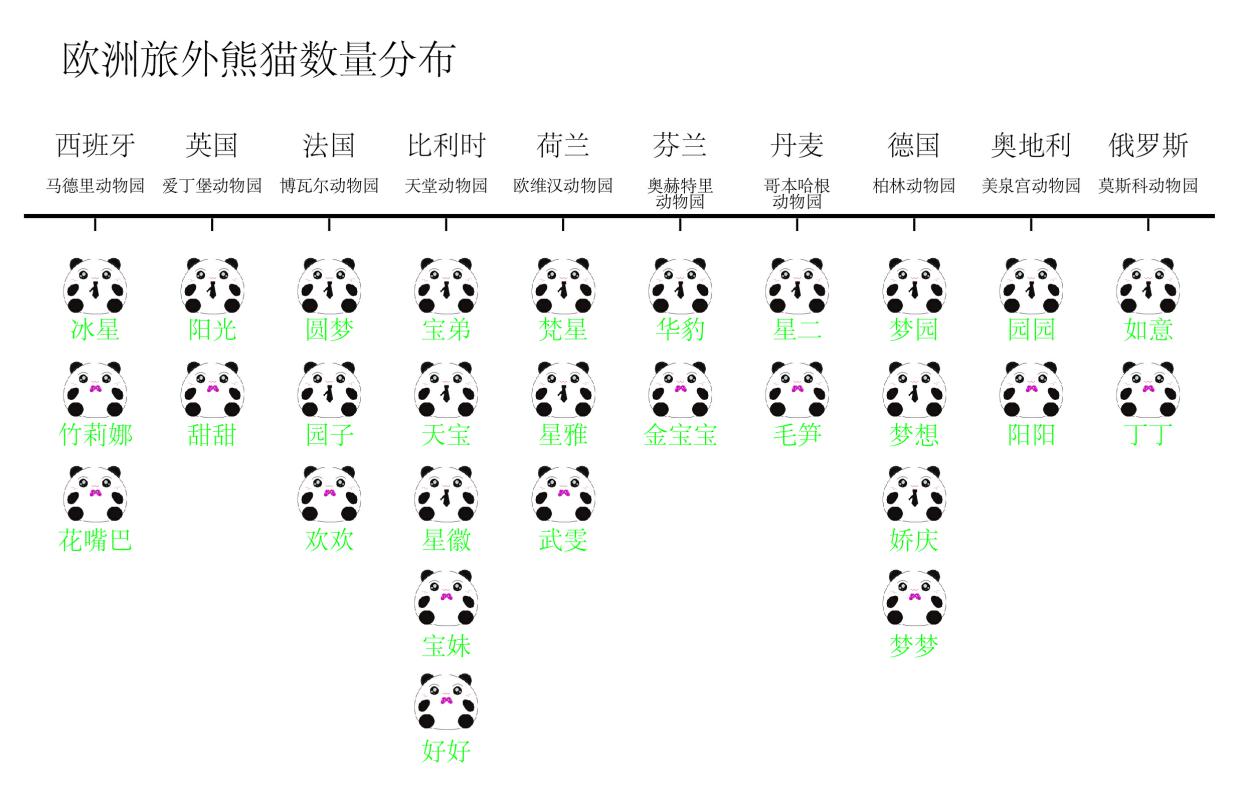 欧洲旅外熊猫数量分布
西班牙 英国 法国 比利时 荷兰 芬兰 丹麦 德国 奥地利 俄罗斯
马德里动物园 爱丁堡动物园 博瓦尔动物园 天堂动物园 欧维汉动物园 奥赫特里 哥本哈根 柏林动物园 美泉宫动物园 莫斯科动物园
动物园 动物园
冰星 阳光 圆梦 宝弟 梵星 华豹 星二 梦园 园园 如意
竹莉娜 甜甜 园子 天宝 星雅 金宝宝 毛笋 梦想 阳阳 丁丁
花嘴巴 欢欢 星徽 武雯 娇庆
宝妹 梦梦
好好